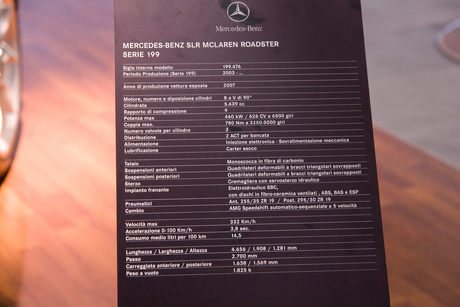 Mercedes-Benz
MERCEDES-BENZ SLR MCLAREN ROADSTER
SERIE 199
Sigla interna modello 199.476
Periodo Produzione (Serie 199) 2003 - ...
Anno di produzione vettura esposta 2007
Motore, numero e disposizione cilindri 8 a V di 90°
Cilindrata 5.439 cc
Rapporto di compressione 9
Potenza max 460 kW / 626 CV a 6500 giri
Coppia max. 780 Nm a 3250-5000 giri
Numero valvole per cilindro 3
Distribuzione 2 ACT per bancata
Alimentazione Iniezione elettronica - Sovralimentazione meccanica
Lubrificazione Carter secco
Telaio Monoscocca in fibra di carbonio
Sospensioni anteriori Quadrilateri deformabili a bracci triangolari sovrapposti
Sospensioni posteriori Quadrilateri deformabili a bracci triangolari sovrapposti
Sterzo Cremagliera con servosterzo idraulico
Impianto frenante Elettroidraulico SBC,
con dischi in fibro-ceramica ventilati , ABS, BAS e ESP
Pneumatici Ant. 255/35 ZR 19 / Post. 295/30 ZR 19
Cambio AMG Speedshift automatico-sequenziale a 5 velocità
Velocità max 332 Km/h
Accelerazione 0-100 Km/h 3,8 sec.
Consumo medio litri per 100 km 14,5
Lunghezza / Larghezza / Altezza 4.656 / 1.908 / 1.281 mm
Passo 2.700 mm
Carreggiata anteriore / posteriore 1.638 / 1.569 mm
Peso a vuoto 1.825 k